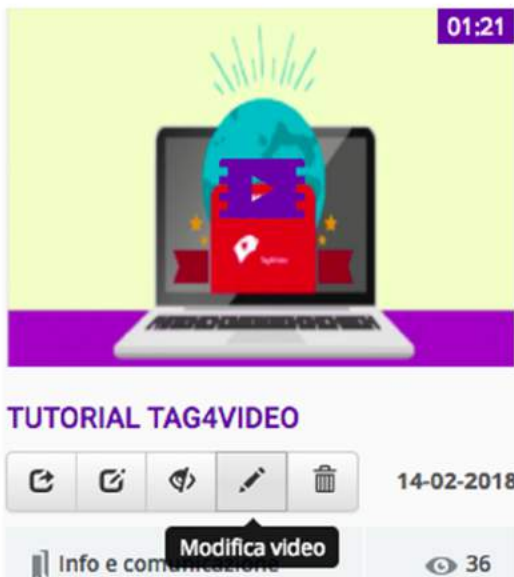 01:21
TUTORIAL TAG4VIDEO
14-02-2018
Modifica video
Info e comunicazione
36